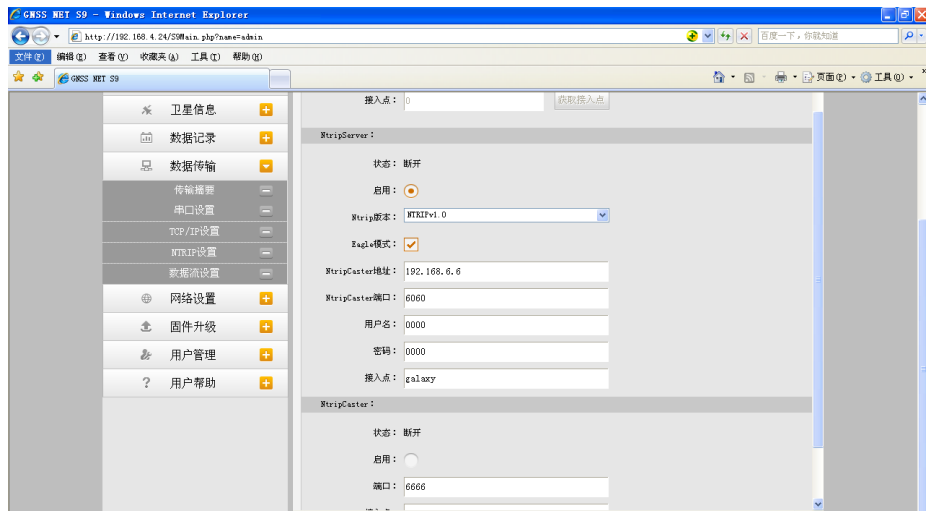 GNSS NET S9 - Windows Internet Explorer
http://192.168.4.24/S9Main.php?name=admin
百度一下，你就知道
文件(F) 编辑(E) 查看(V) 收藏夹(A) 工具(T) 帮助(H)
GNSS NET S9
页面(P) 工具(O)
卫星信息
数据记录
数据传输
传输摘要
串口设置
TCP/IP设置
NTRIP设置
数据流设置
网络设置
固件升级
用户管理
用户帮助
接入点： 0 获取接入点
NtripServer：
状态： 断开
启用：
Ntrip版本： NTRIPv1.0
Eagle模式：
NtripCaster地址： 192.168.6.6
NtripCaster端口： 6060
用户名： 0000
密码： 0000
接入点： galaxy
NtripCaster：
状态： 断开
启用：
端口： 6666